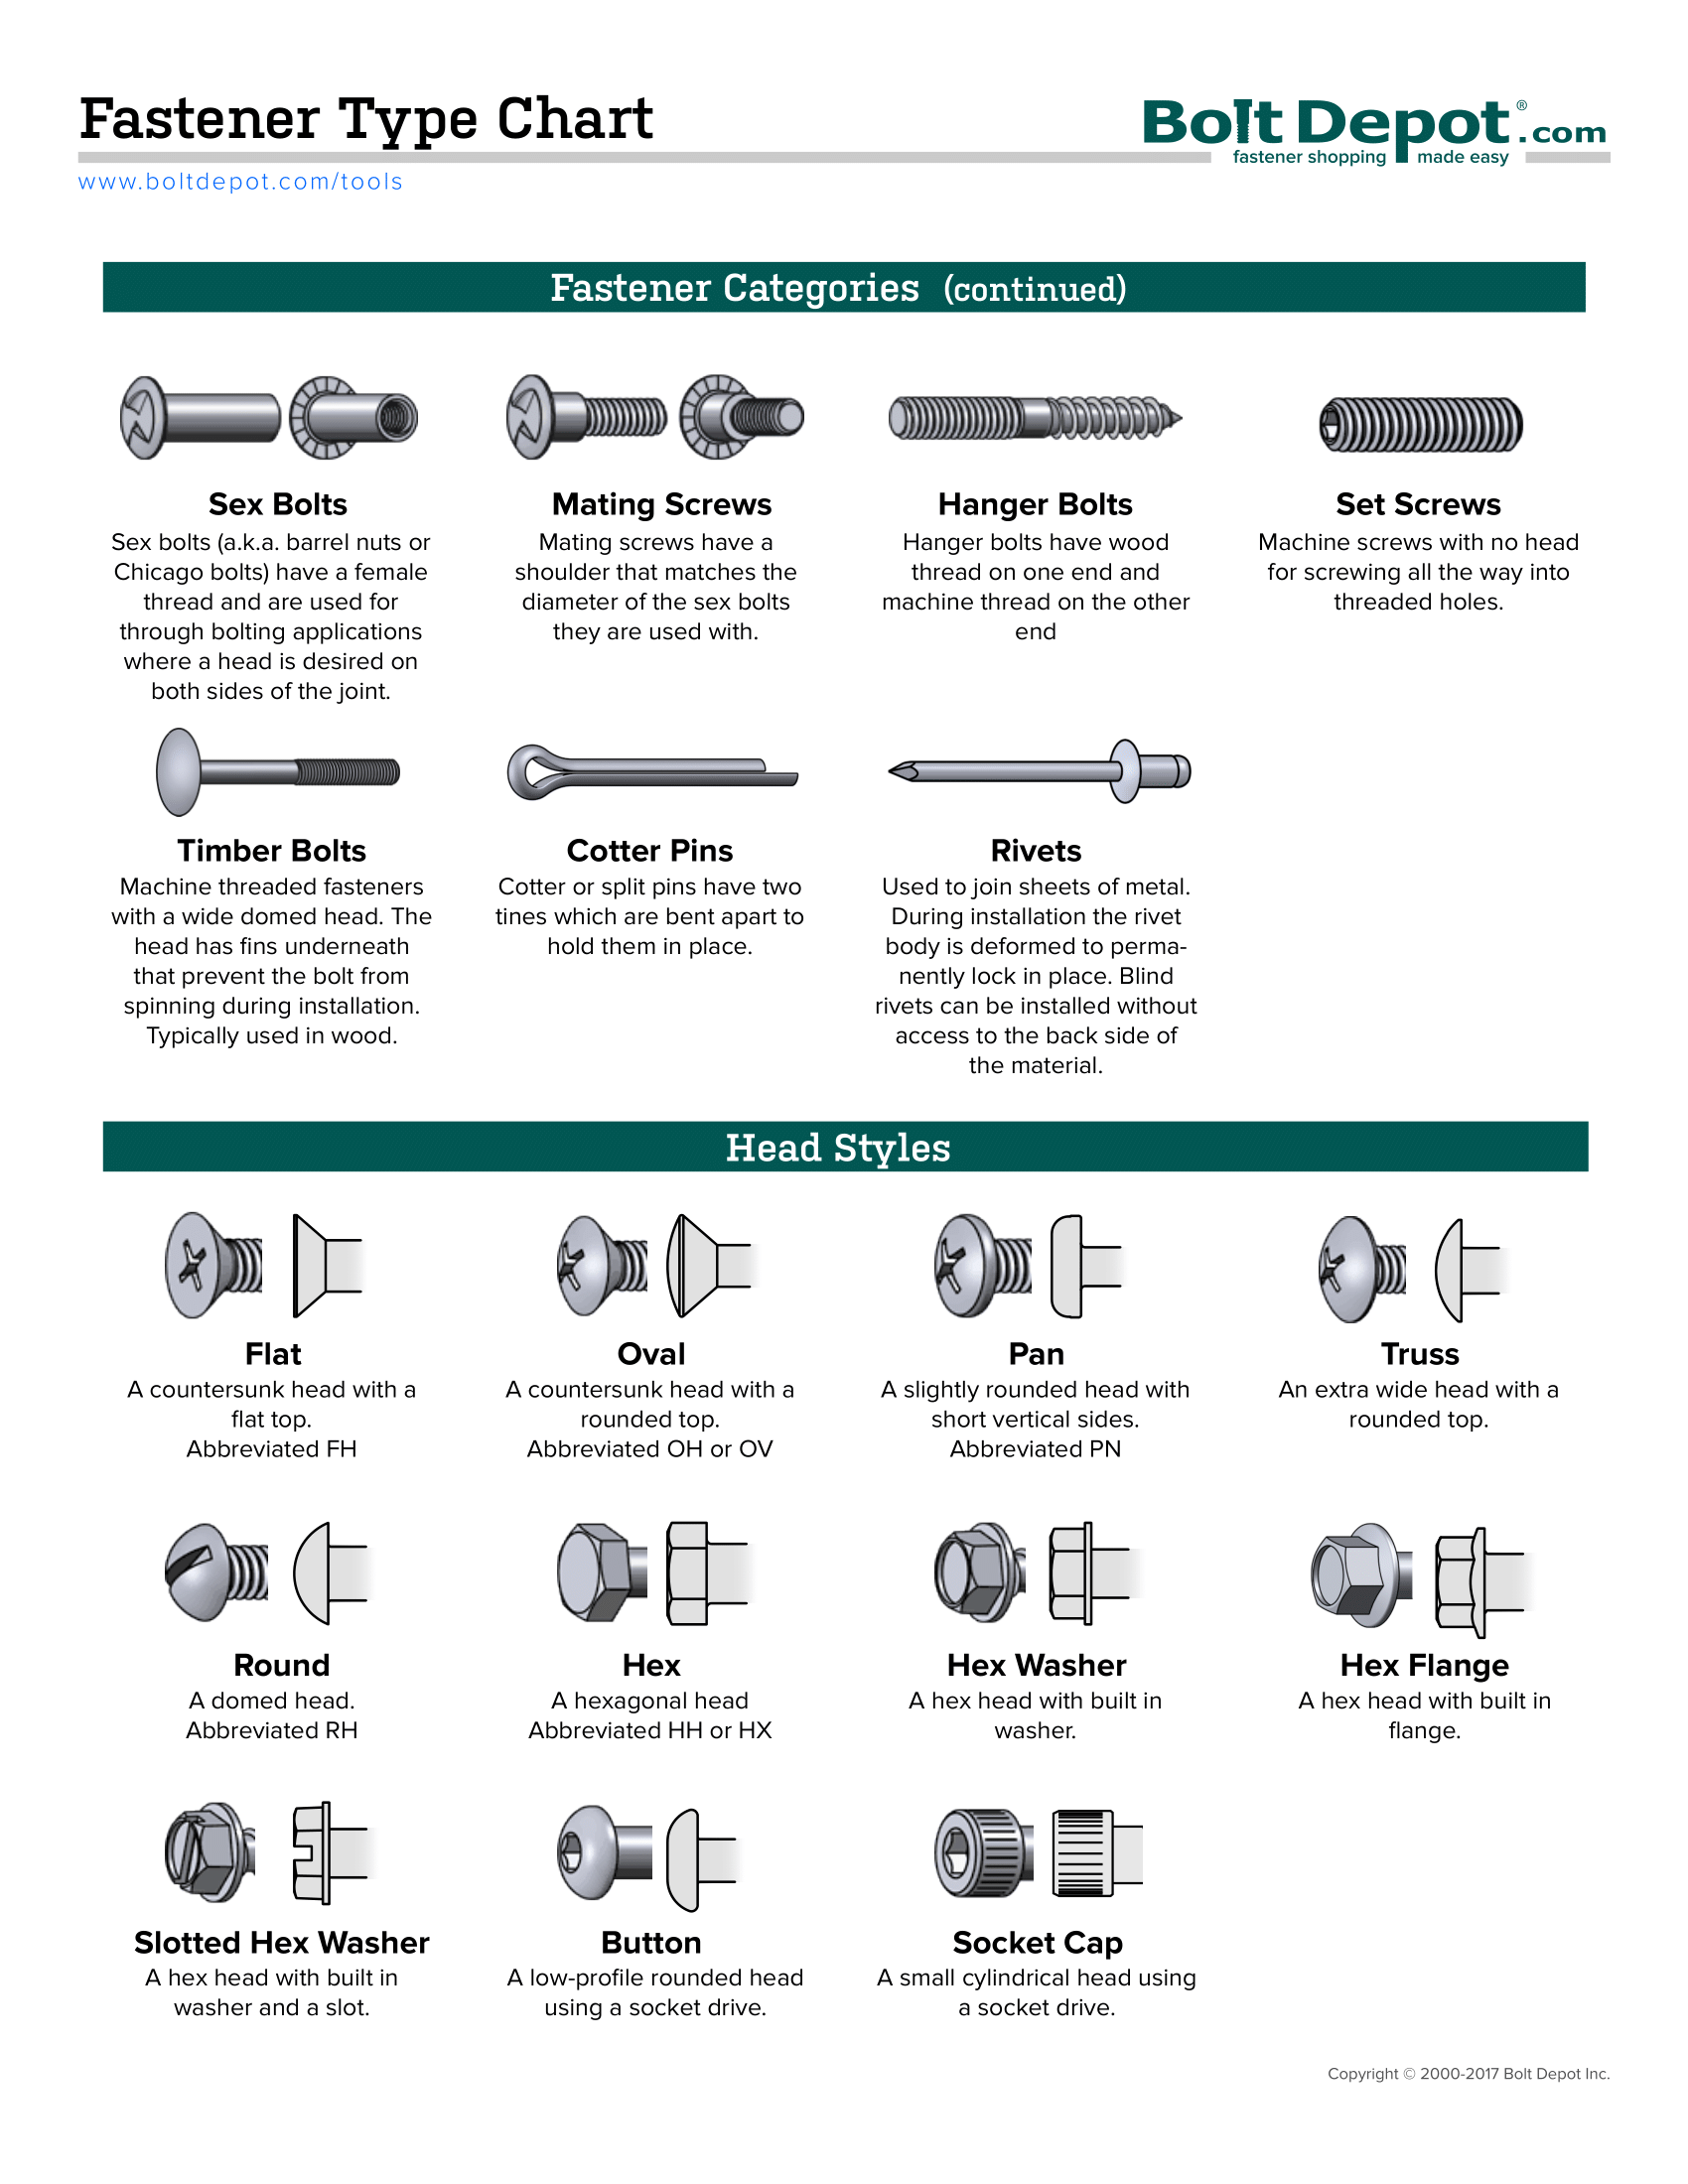 Fastener Type Chart
Bolt Depot®.com
fastener shopping made easy
www.boltdepot.com/tools
Fastener Categories (continued)
Sex Bolts
Sex bolts (a.k.a. barrel nuts or
Chicago bolts) have a female
thread and are used for
through bolting applications
where a head is desired on
both sides of the joint.
Mating Screws
Mating screws have a
shoulder that matches the
diameter of the sex bolts
they are used with.
Hanger Bolts
Hanger bolts have wood
thread on one end and
machine thread on the other
end
Set Screws
Machine screws with no head
for screwing all the way into
threaded holes.
Timber Bolts
Machine threaded fasteners
with a wide domed head. The
head has fins underneath
that prevent the bolt from
spinning during installation.
Typically used in wood.
Cotter Pins
Cotter or split pins have two
tines which are bent apart to
hold them in place.
Rivets
Used to join sheets of metal.
During installation the rivet
body is deformed to perma-
nently lock in place. Blind
rivets can be installed without
access to the back side of
the material.
Head Styles
Flat
A countersunk head with a
flat top.
Abbreviated FH
Oval
A countersunk head with a
rounded top.
Abbreviated OH or OV
Pan
A slightly rounded head with
short vertical sides.
Abbreviated PN
Truss
An extra wide head with a
rounded top.
Round
A domed head.
Abbreviated RH
Hex
A hexagonal head
Abbreviated HH or HX
Hex Washer
A hex head with built in
washer.
Hex Flange
A hex head with built in
flange.
Slotted Hex Washer
A hex head with built in
washer and a slot.
Button
A low-profile rounded head
using a socket drive.
Socket Cap
A small cylindrical head using
a socket drive.
Copyright © 2000-2017 Bolt Depot Inc.